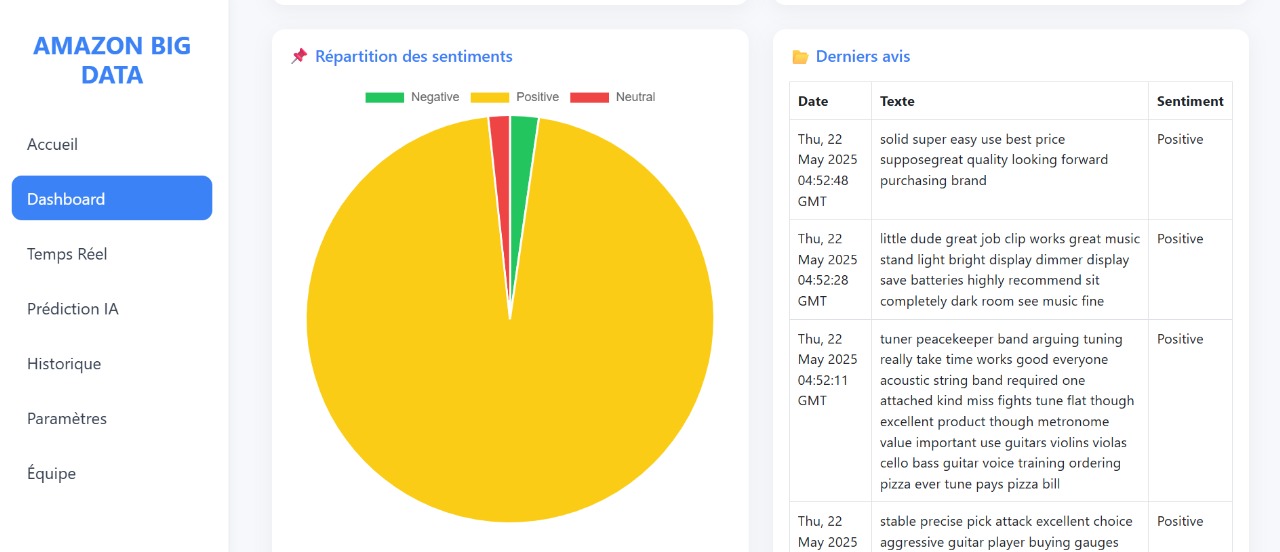 AMAZON BIG
DATA
Accueil
Dashboard
Temps Réel
Prédiction IA
Historique
Paramètres
Équipe
Répartition des sentiments
Negative Positive Neutral
Derniers avis
Date Texte Sentiment
Thu, 22 solid super easy use best price Positive
May 2025 supposegreat quality looking forward
04:52:48 purchasing brand
GMT
Thu, 22 little dude great job clip works great music Positive
May 2025 stand light bright display dimmer display
04:52:28 save batteries highly recommend sit
GMT completely dark room see music fine
Thu, 22 tuner peacekeeper band arguing tuning Positive
May 2025 really take time works good everyone
04:52:11 acoustic string band required one
GMT attached kind miss fights tune flat though
excellent product though metronome
value important use guitars violins violas
cello bass guitar voice training ordering
pizza ever tune pays pizza bill
Thu, 22 stable precise pick attack excellent choice Positive
May 2025 aggressive guitar player buying gauges